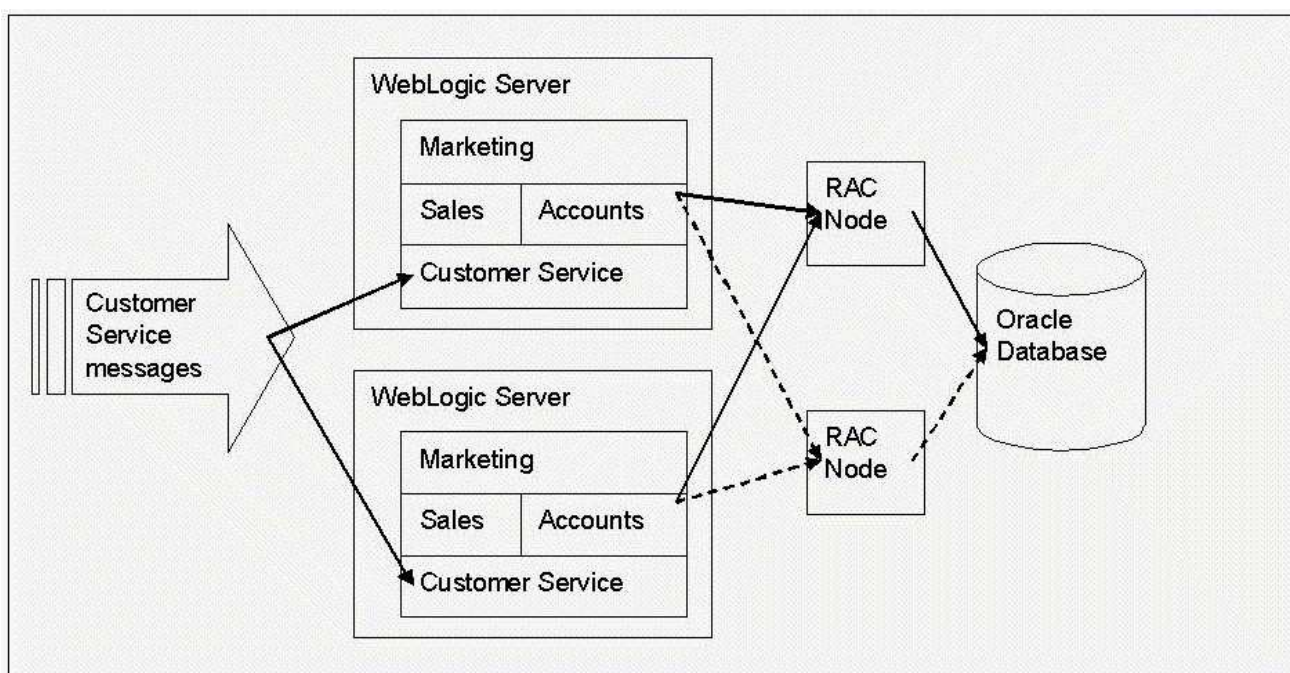 Customer
Service
messages
WebLogic Server
Marketing
Sales
Accounts
Customer Service
WebLogic Server
Marketing
Sales
Accounts
Customer Service
RAC
Node
RAC
Node
Oracle
Database